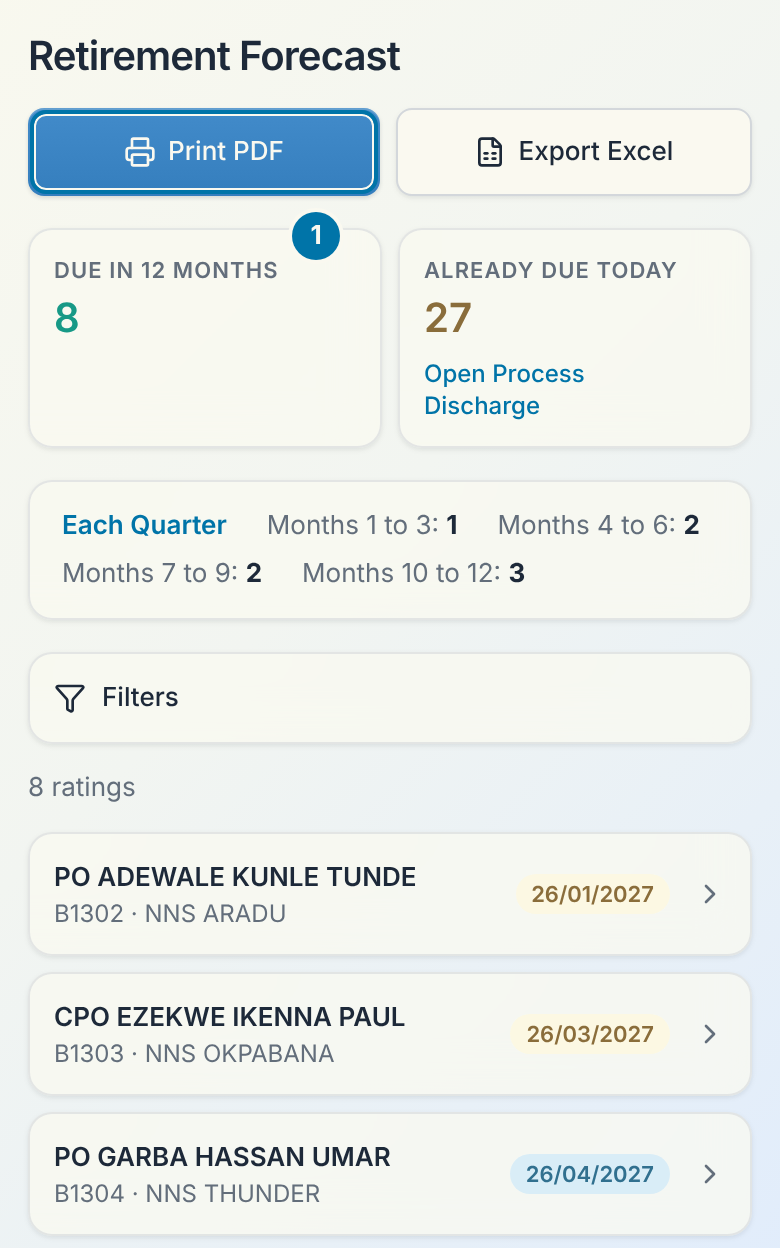 Retirement Forecast
Print PDF
Export Excel
1
DUE IN 12 MONTHS
8
ALREADY DUE TODAY
27
Open Process
Discharge
Each Quarter Months 1 to 3: 1 Months 4 to 6: 2
Months 7 to 9: 2 Months 10 to 12: 3
Filters
8 ratings
PO ADEWALE KUNLE TUNDE
B1302 · NNS ARADU
26/01/2027
CPO EZEKWE IKENNA PAUL
B1303 · NNS OKPABANA
26/03/2027
PO GARBA HASSAN UMAR
B1304 · NNS THUNDER
26/04/2027